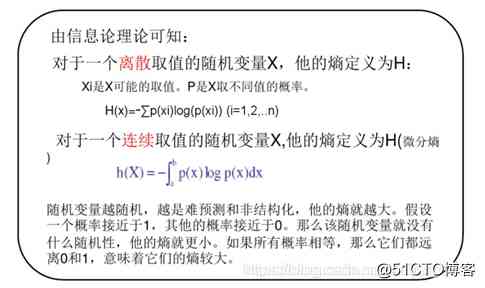 由信息论理论可知：
对于一个离散取值的随机变量X，他的熵定义为H：
Xi是X可能的取值。P是X取不同值的概率。
H(x)=-∑p(xi)log(p(xi)) (i=1,2,..n)
对于一个连续取值的随机变量X,他的熵定义为H(微分熵
)
h(X) = -∫ₐᵇ p(x)log p(x)dx
随机变量越随机，越是难预测和非结构化，他的熵就越大。假设
一个概率接近于1，其他的概率接近于0。那么该随机变量就没有
什么随机性，他的熵就更小。如果所有概率相等，那么它们都远
离0和1，意味着它们的熵较大。
@51CTO博客